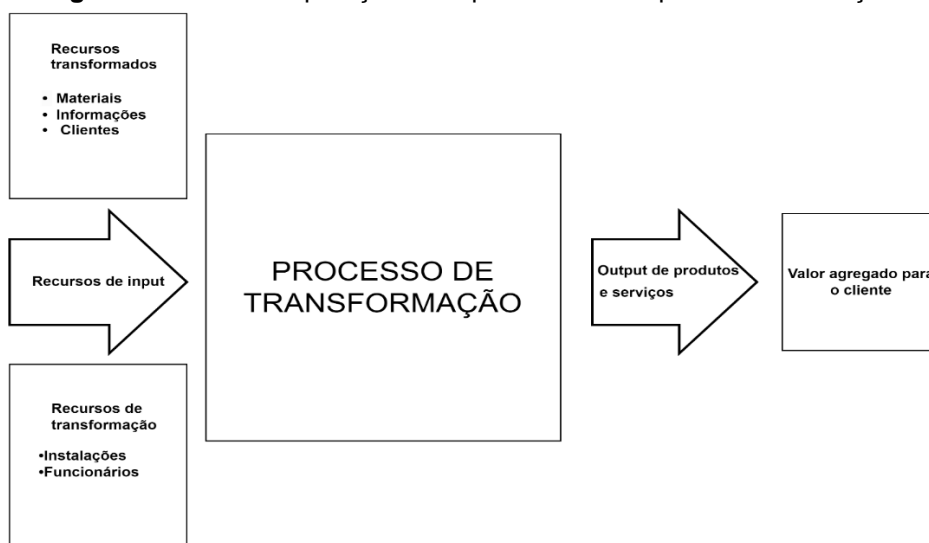 Recursos
transformados
• Materiais
• Informações
• Clientes
Recursos de input
Recursos de
transformação
•Instalações
•Funcionários
PROCESSO DE
TRANSFORMAÇÃO
Output de produtos
e serviços
Valor agregado para
o cliente